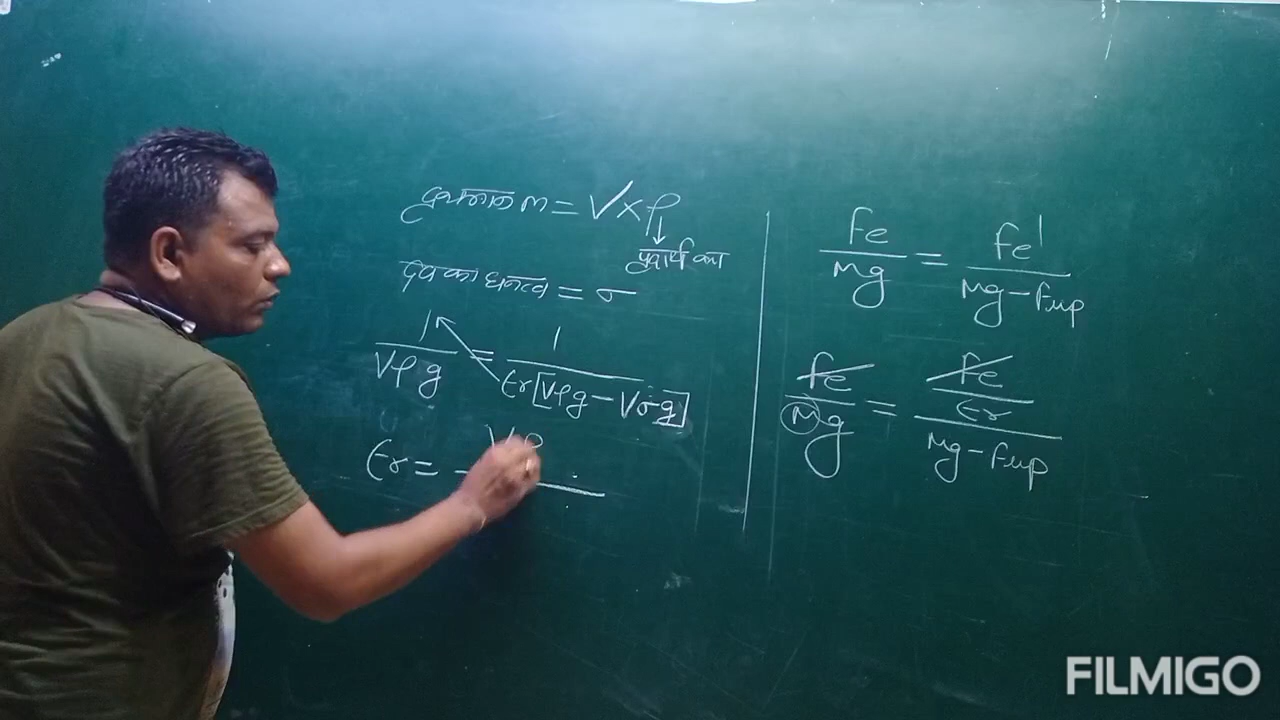 द्रव्यमान m = V × ρ
पदार्थ का
द्रव का घनत्व = σ
1/Vρg = 1/εr[Vρg − Vσg]
εr = Vρ
Fe/Mg = Fe'/Mg − Fup
Fe/Mg = Fe/εr/Mg − Fup
FILMIGO